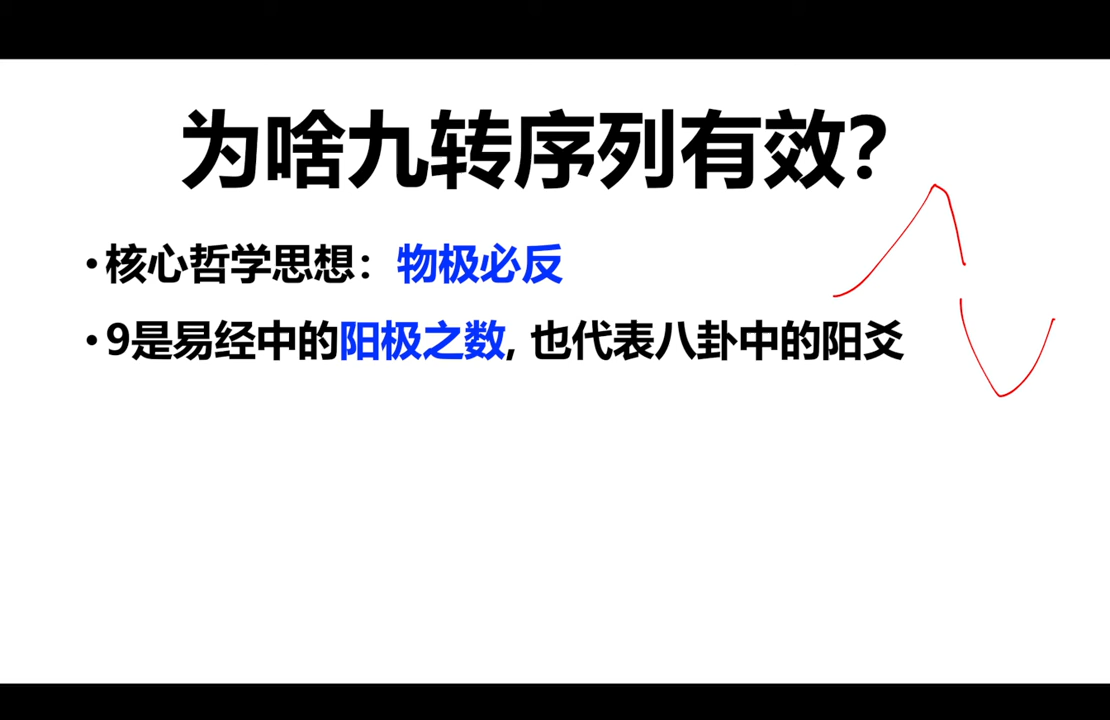 为啥九转序列有效?
•核心哲学思想：物极必反
•9是易经中的阳极之数, 也代表八卦中的阳爻